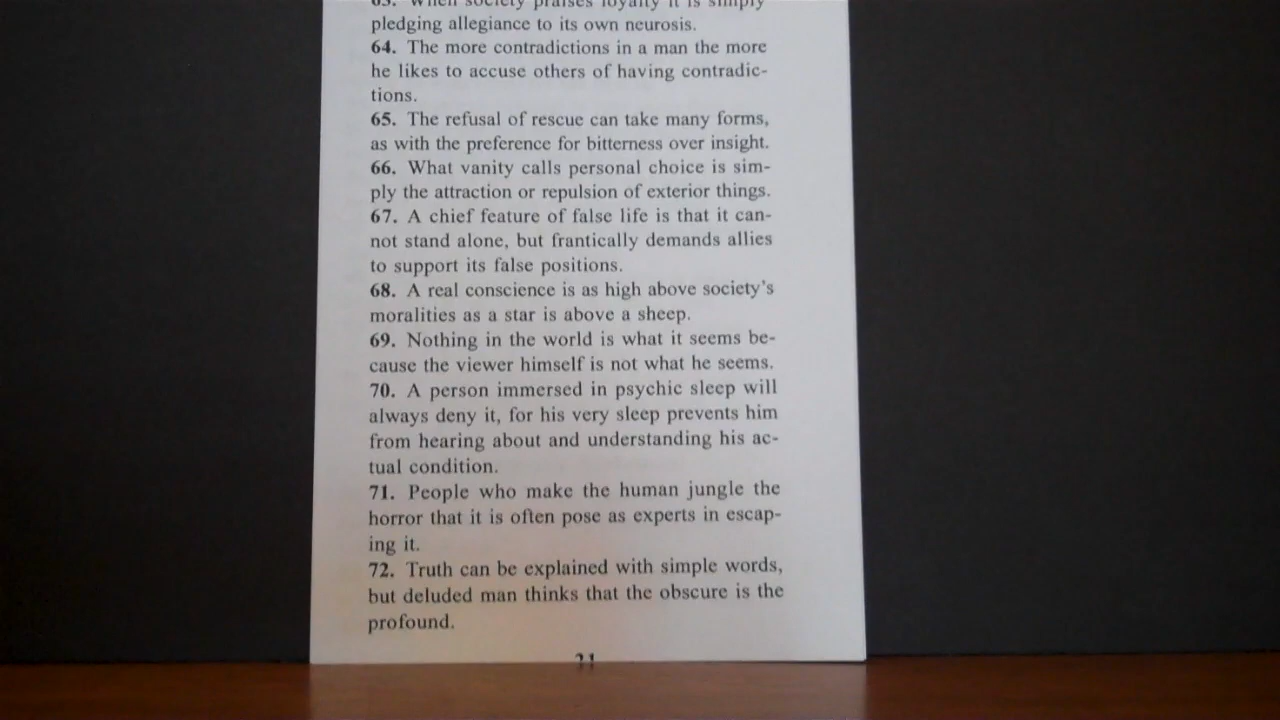 63. When society praises loyalty it is simply
pledging allegiance to its own neurosis.
64. The more contradictions in a man the more
he likes to accuse others of having contradic-
tions.
65. The refusal of rescue can take many forms,
as with the preference for bitterness over insight.
66. What vanity calls personal choice is sim-
ply the attraction or repulsion of exterior things.
67. A chief feature of false life is that it can-
not stand alone, but frantically demands allies
to support its false positions.
68. A real conscience is as high above society's
moralities as a star is above a sheep.
69. Nothing in the world is what it seems be-
cause the viewer himself is not what he seems.
70. A person immersed in psychic sleep will
always deny it, for his very sleep prevents him
from hearing about and understanding his ac-
tual condition.
71. People who make the human jungle the
horror that it is often pose as experts in escap-
ing it.
72. Truth can be explained with simple words,
but deluded man thinks that the obscure is the
profound.